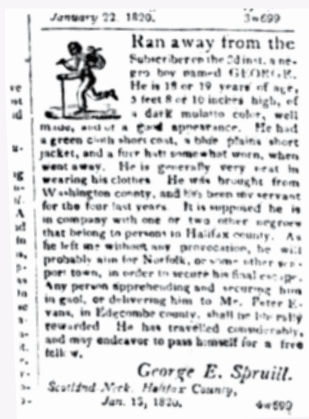 January 22. 1820. 3w699
Ran away from the
Subscriber on the 2d inst. a ne-
gro boy named GEORGE.
He is 18 or 19 years of age,
5 feet 8 or 10 inches high, of
a dark mulatto color, well
made, and of a good appearance. He had
a green cloth short coat, a blue plains short
jacket, and a furr hatt somewhat worn, when
went away. He is generally very neat in
wearing his clothes. He was brought from
Washington county, and has been my servant
for the four last years. It is supposed he is
in company with one or two other negroes
that belong to persons in Halifax county. As
he left me without any provocation, he will
probably aim for Norfolk, or some other sea-
port town, in order to secure his final escape.
Any person apprehending and securing him
in gaol, or delivering him to Mr. Peter E-
vans, in Edgecombe county, shall be liberally
rewarded He has travelled considerably,
and may endeavor to pass himself for a free
fellow.
George E. Spruill.
Scotland Neck. Halifax County,
Jan. 15, 1820. 4w699